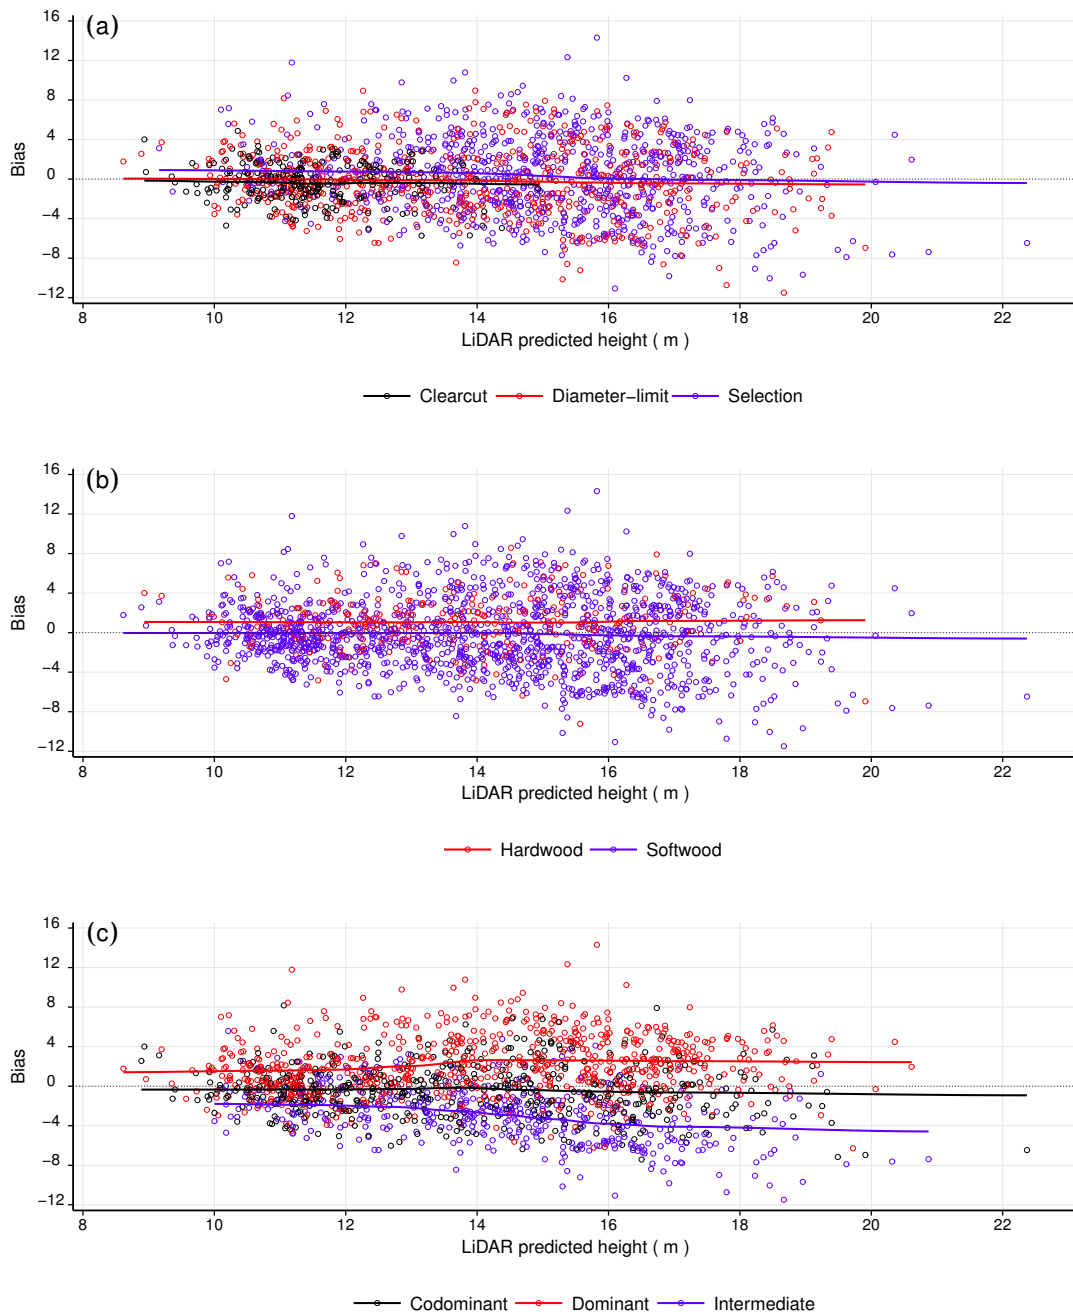 (a)
16
12
8
4
0
−4
−8
−12
Bias
8 10 12 14 16 18 20 22
LiDAR predicted height ( m )
Clearcut Diameter−limit Selection
(b)
16
12
8
4
0
−4
−8
−12
Bias
8 10 12 14 16 18 20 22
LiDAR predicted height ( m )
Hardwood Softwood
(c)
16
12
8
4
0
−4
−8
−12
Bias
8 10 12 14 16 18 20 22
LiDAR predicted height ( m )
Codominant Dominant Intermediate